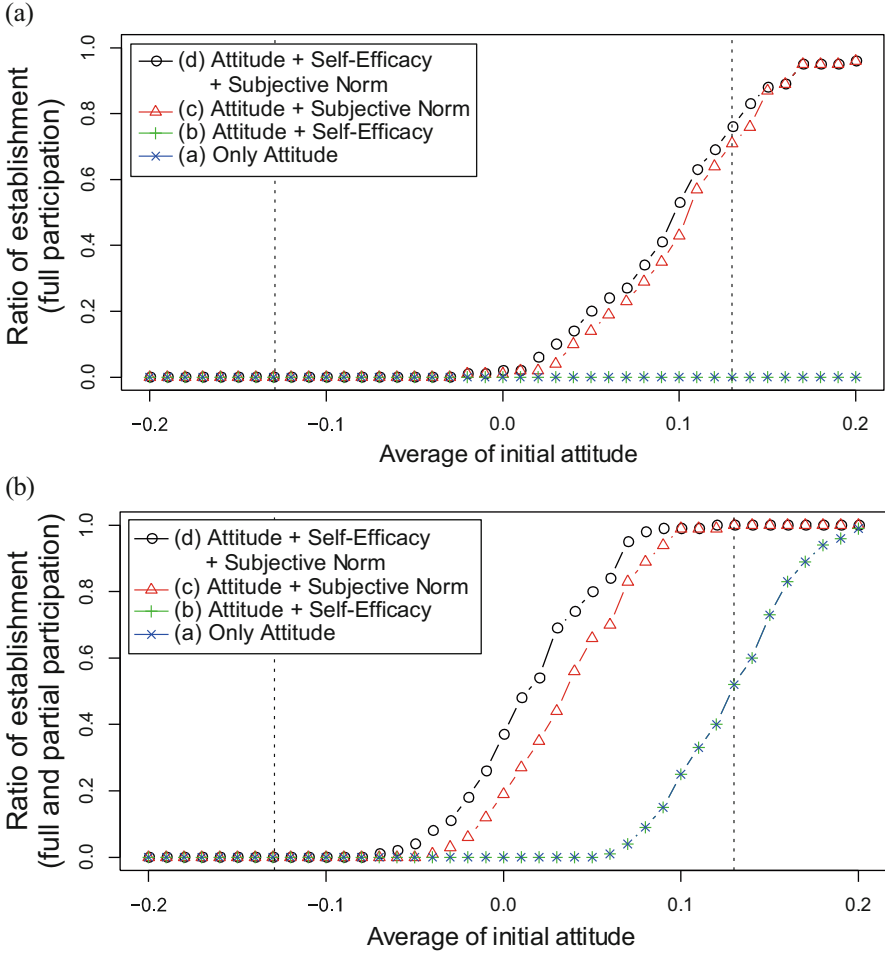 (a)
Ratio of establishment
(full participation)
1.0
0.8
0.6
0.4
0.2
0.0
(d) Attitude + Self-Efficacy
+ Subjective Norm
(c) Attitude + Subjective Norm
(b) Attitude + Self-Efficacy
(a) Only Attitude
−0.2
−0.1
0.0
0.1
0.2
Average of initial attitude
(b)
Ratio of establishment
(full and partial participation)
1.0
0.8
0.6
0.4
0.2
0.0
(d) Attitude + Self-Efficacy
+ Subjective Norm
(c) Attitude + Subjective Norm
(b) Attitude + Self-Efficacy
(a) Only Attitude
−0.2
−0.1
0.0
0.1
0.2
Average of initial attitude